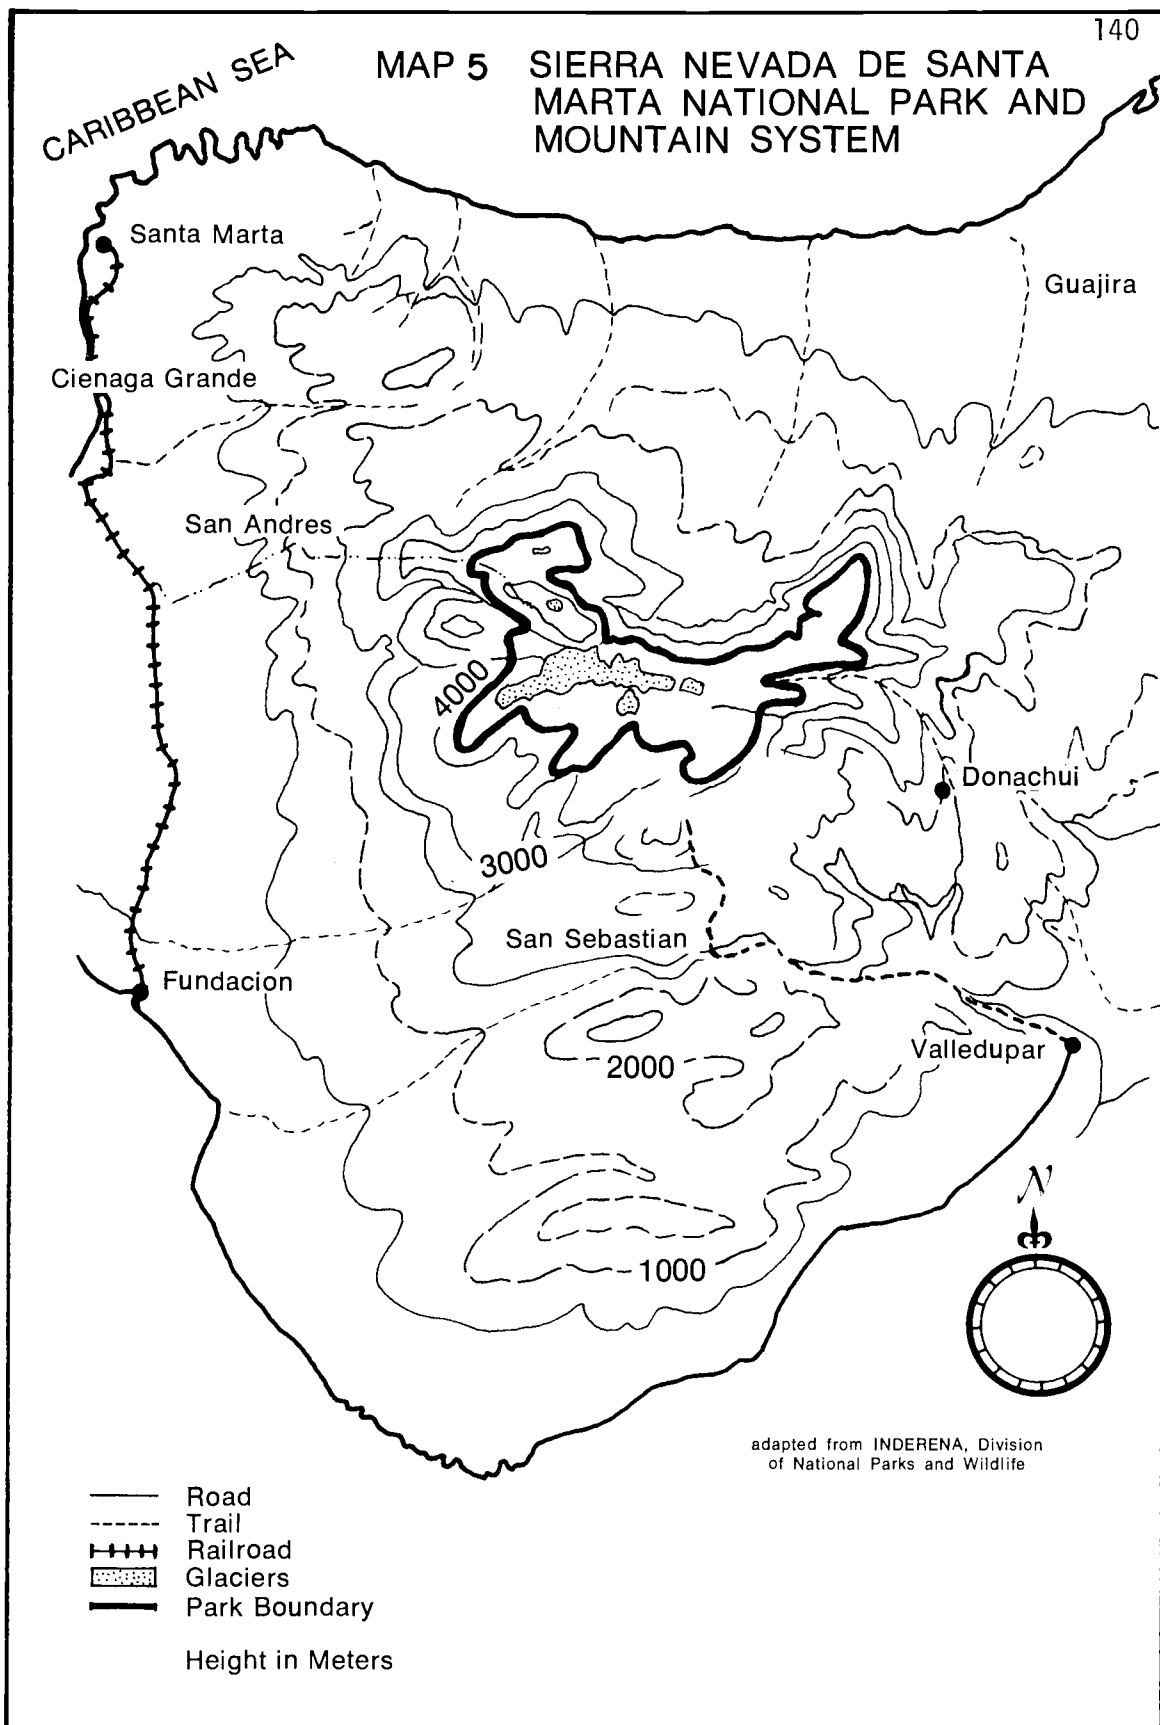 140
CARIBBEAN SEA
MAP 5 SIERRA NEVADA DE SANTA
MARTA NATIONAL PARK AND
MOUNTAIN SYSTEM
Santa Marta
Guajira
Cienaga Grande
San Andres
4000
Donachui
3000
San Sebastian
Fundacion
Valledupar
2000
N
1000
adapted from INDERENA, Division
of National Parks and Wildlife
Road
Trail
Railroad
Glaciers
Park Boundary
Height in Meters